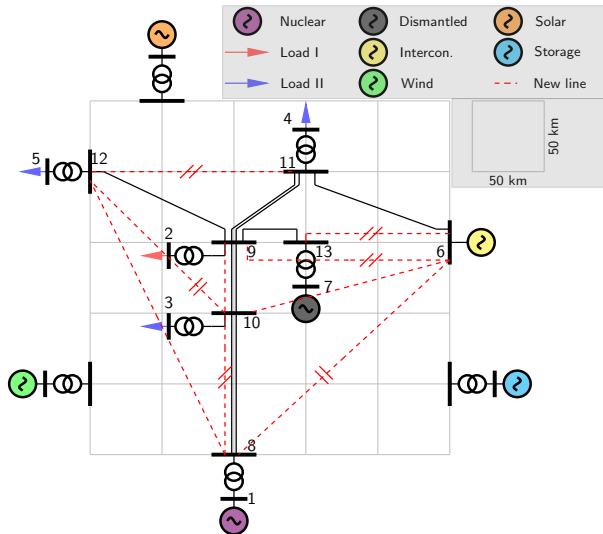 Nuclear Dismantled Solar
Load I Intercon. Storage
Load II Wind New line
50 km
50 km
4
5 12 11
2
9 13 6
3 7
10
8
1